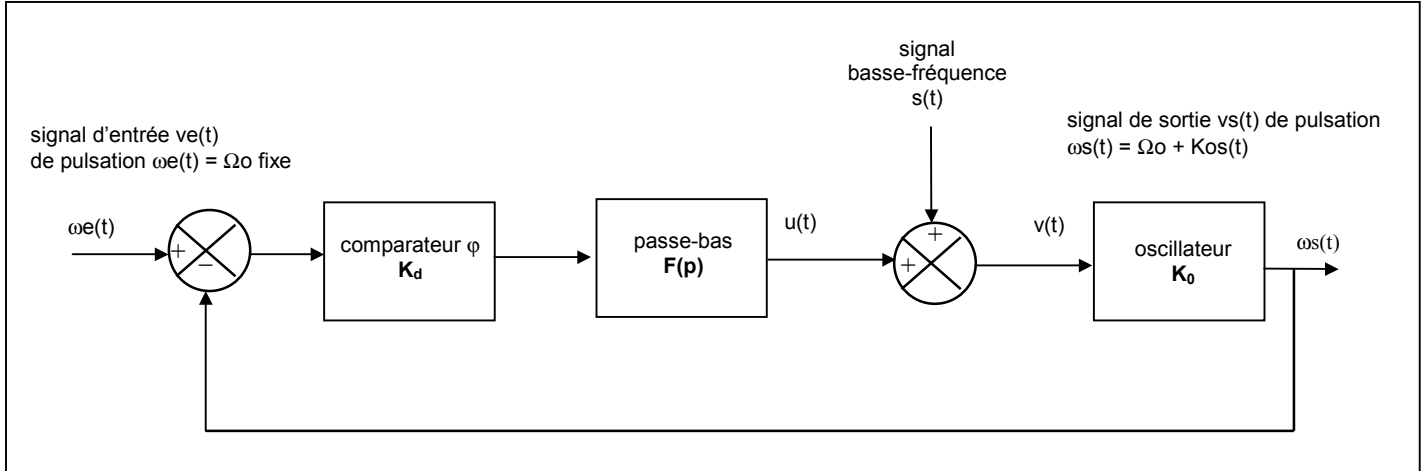 signal
basse-fréquence
s(t)
signal d'entrée ve(t)
de pulsation ωe(t) = Ωo fixe
signal de sortie vs(t) de pulsation
ωs(t) = Ωo + Kos(t)
ωe(t)
+
−
comparateur φ
Kd
passe-bas
F(p)
u(t)
+
+
v(t)
oscillateur
K0
ωs(t)